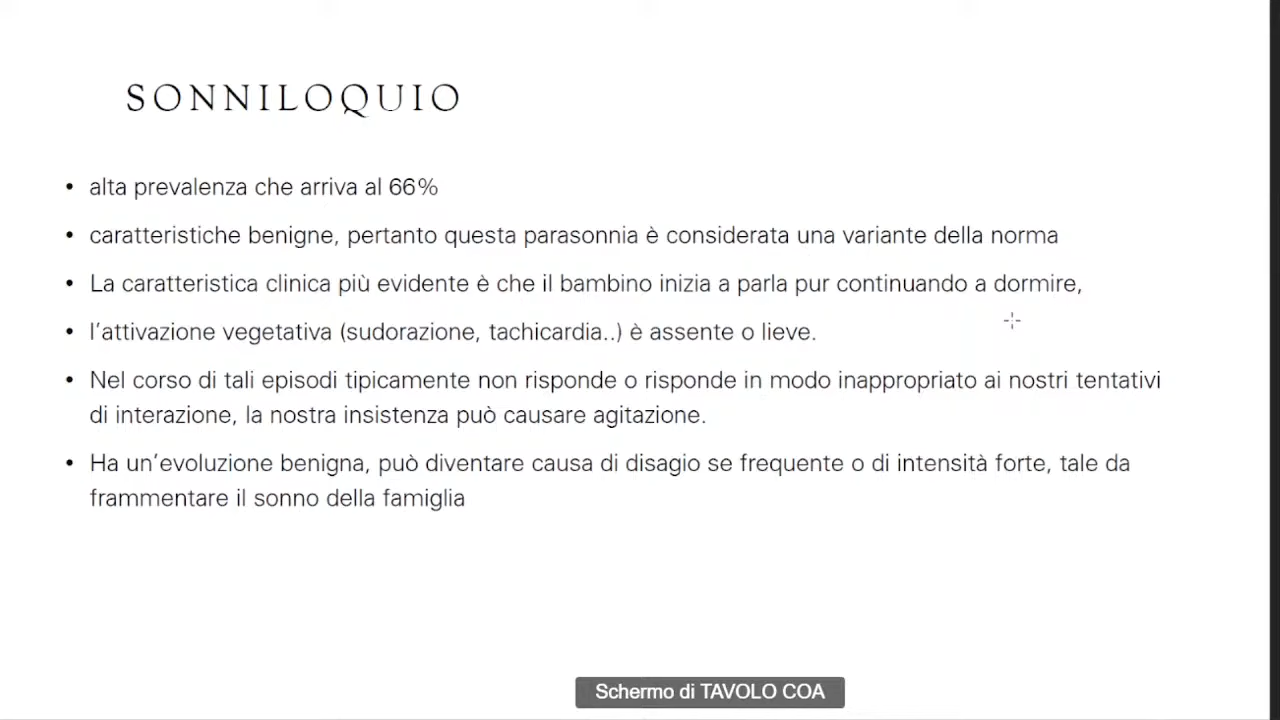 SONNILOQUIO
• alta prevalenza che arriva al 66%
• caratteristiche benigne, pertanto questa parasonnia è considerata una variante della norma
• La caratteristica clinica più evidente è che il bambino inizia a parla pur continuando a dormire,
• l'attivazione vegetativa (sudorazione, tachicardia..) è assente o lieve.
• Nel corso di tali episodi tipicamente non risponde o risponde in modo inappropriato ai nostri tentativi
di interazione, la nostra insistenza può causare agitazione.
• Ha un'evoluzione benigna, può diventare causa di disagio se frequente o di intensità forte, tale da
frammentare il sonno della famiglia
Schermo di TAVOLO COA